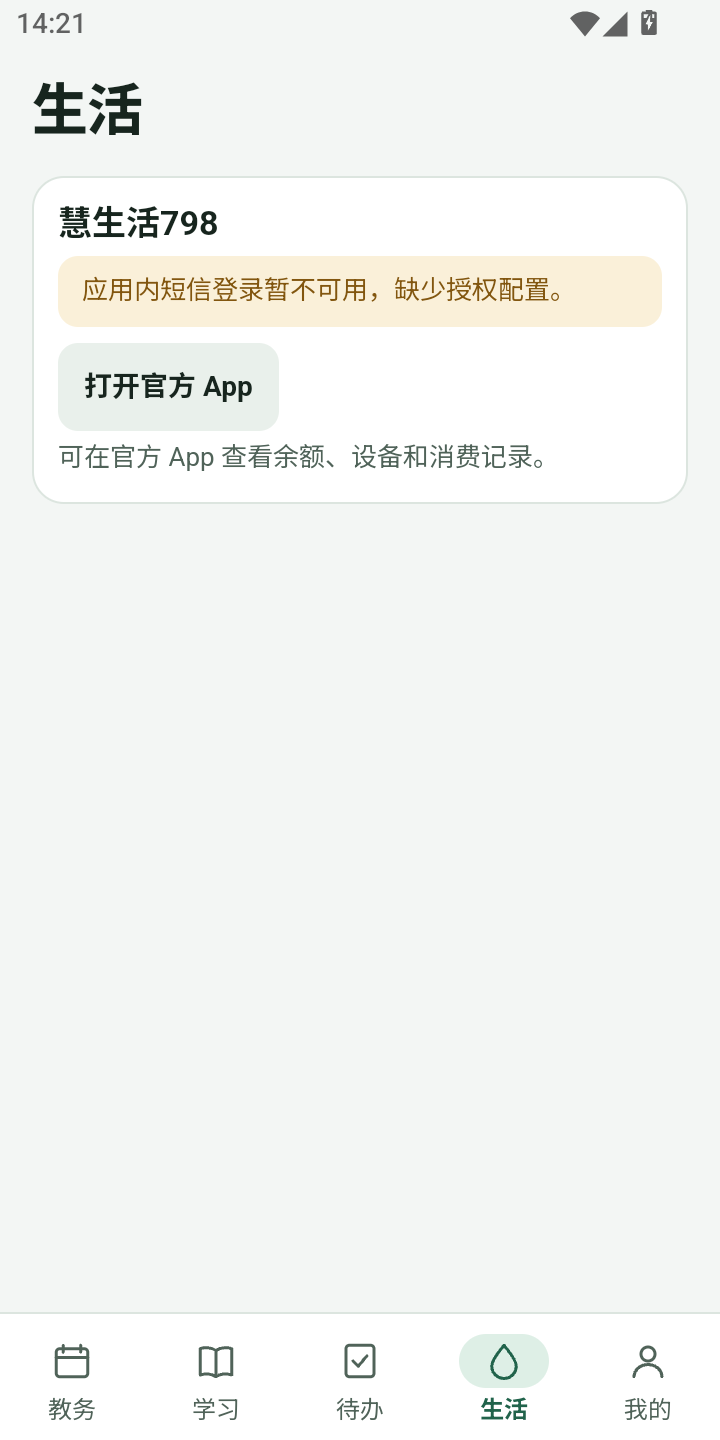 14:21
生活
慧生活798
应用内短信登录暂不可用，缺少授权配置。
打开官方 App
可在官方 App 查看余额、设备和消费记录。
教务
学习
待办
生活
我的